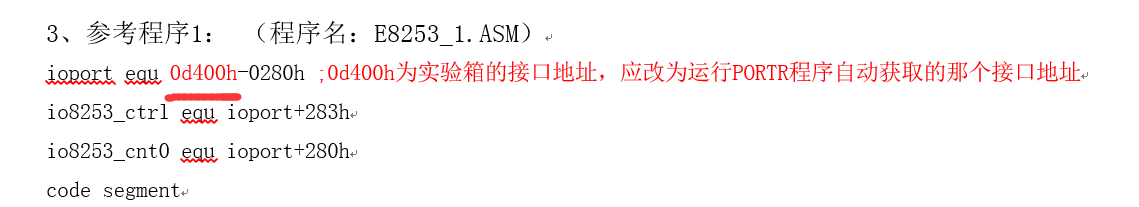 3、参考程序1： （程序名：E8253_1.ASM）
ioport equ 0d400h-0280h ;0d400h为实验箱的接口地址，应改为运行PORTR程序自动获取的那个接口地址
io8253_ctrl equ ioport+283h
io8253_cnt0 equ ioport+280h
code segment